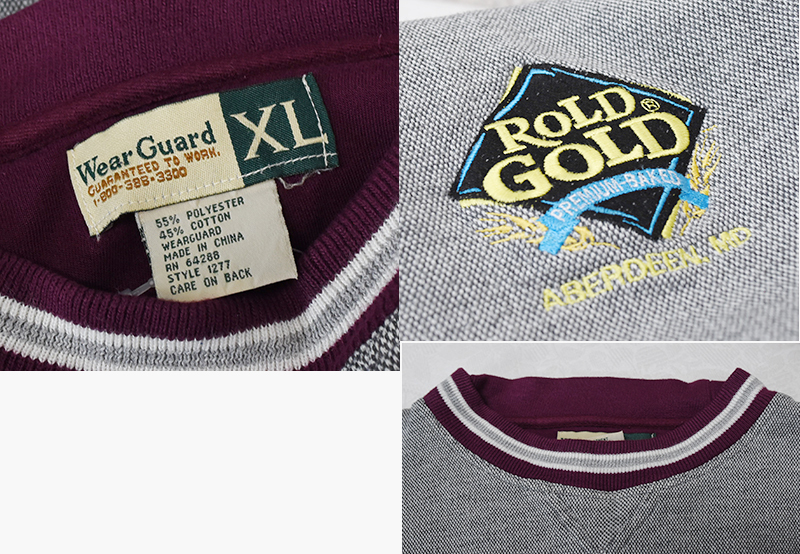 Wear Guard
GUARANTEED TO WORK.
1-800-388-3300
XL
55% POLYESTER
45% COTTON
WEARGUARD
MADE IN CHINA
RN 64288
STYLE 1277
CARE ON BACK
ROLD
GOLD®
PREMIUM-BAKED
ABERDEEN, MD